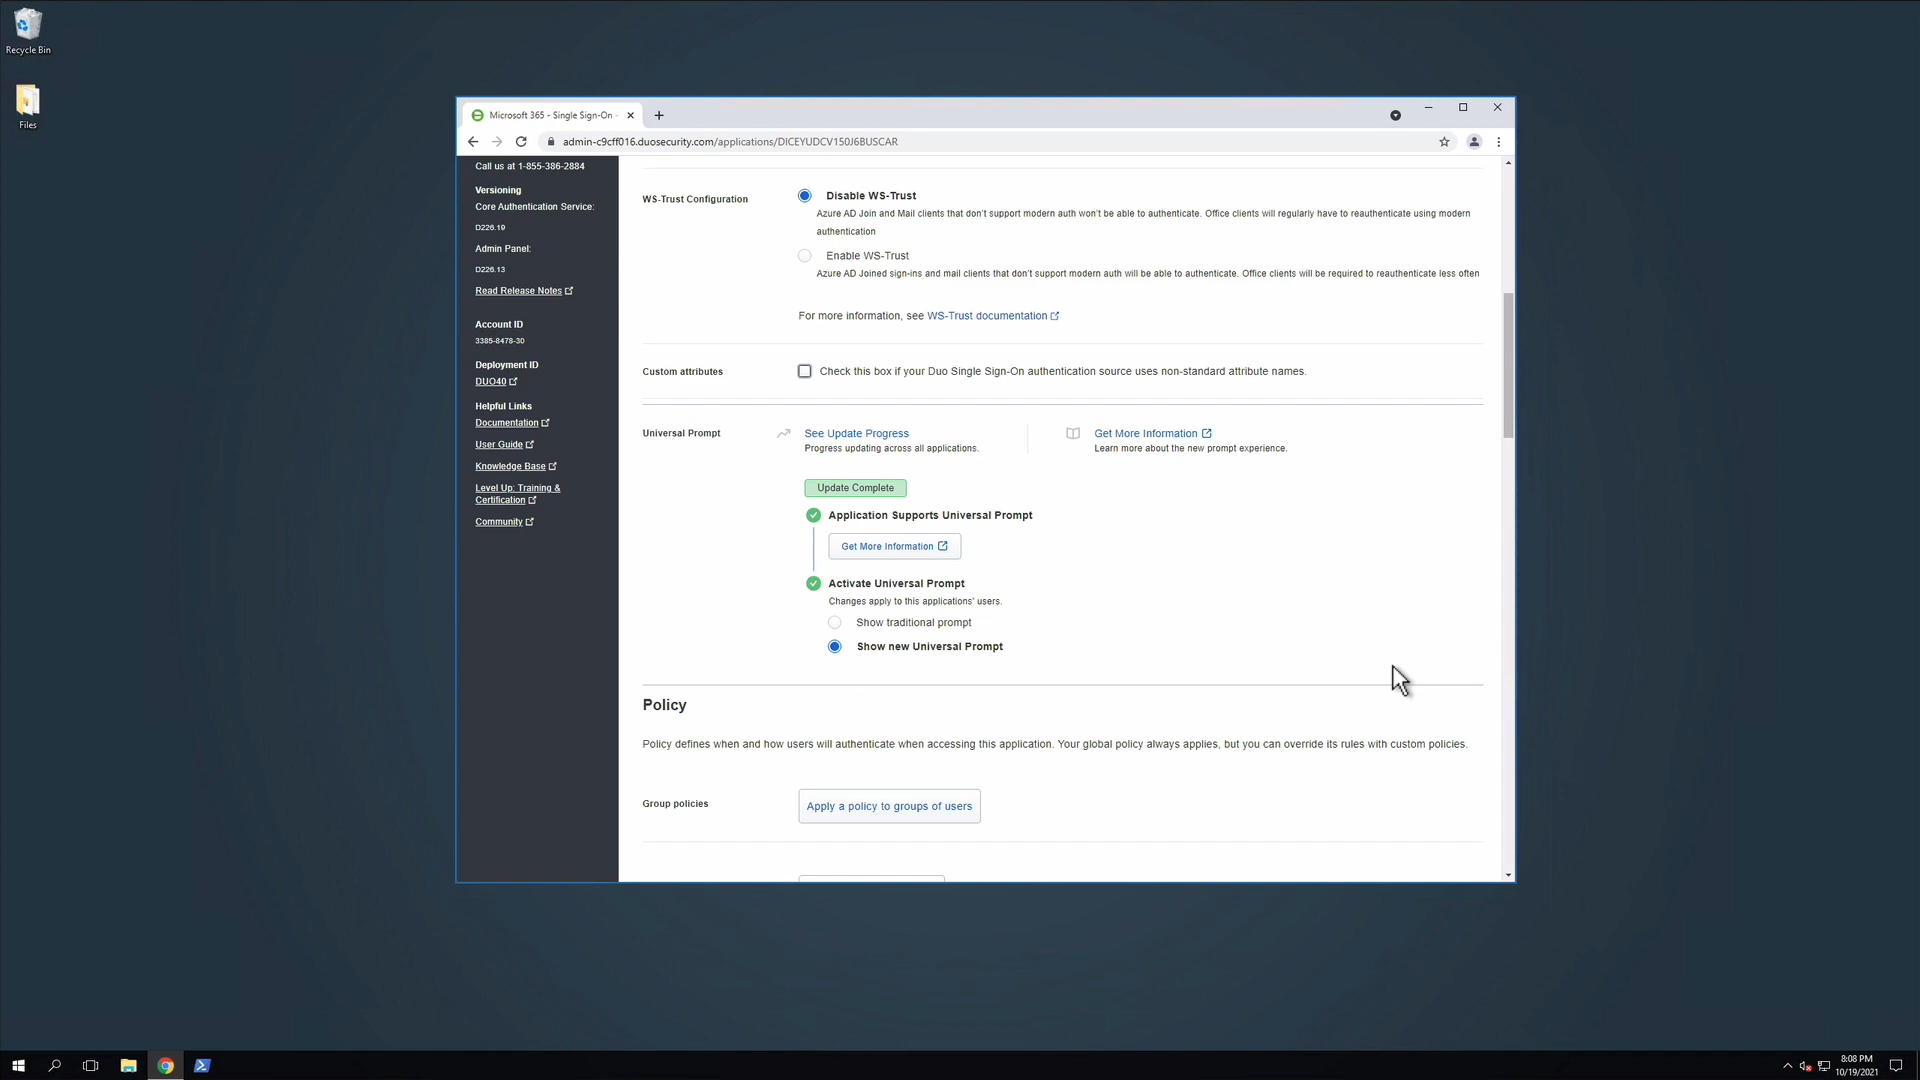 Recycle Bin
Files
Microsoft 365 - Single Sign-On -
admin-c9cff016.duosecurity.com/applications/DICEYUDCV150J6BUSCAR
Call us at 1-855-386-2884
Versioning
Core Authentication Service:
D226.19
Admin Panel:
D226.13
Read Release Notes
Account ID
3385-8478-30
Deployment ID
DUO40
Helpful Links
Documentation
User Guide
Knowledge Base
Level Up: Training &
Certification
Community
WS-Trust Configuration
Disable WS-Trust
Azure AD Join and Mail clients that don't support modern auth won't be able to authenticate. Office clients will regularly have to reauthenticate using modern
authentication
Enable WS-Trust
Azure AD Joined sign-ins and mail clients that don't support modern auth will be able to authenticate. Office clients will be required to reauthenticate less often
For more information, see WS-Trust documentation
Custom attributes
Check this box if your Duo Single Sign-On authentication source uses non-standard attribute names.
Universal Prompt
See Update Progress
Progress updating across all applications.
Get More Information
Learn more about the new prompt experience.
Update Complete
Application Supports Universal Prompt
Get More Information
Activate Universal Prompt
Changes apply to this applications' users.
Show traditional prompt
Show new Universal Prompt
Policy
Policy defines when and how users will authenticate when accessing this application. Your global policy always applies, but you can override its rules with custom policies.
Group policies
Apply a policy to groups of users
8:08 PM
10/19/2021